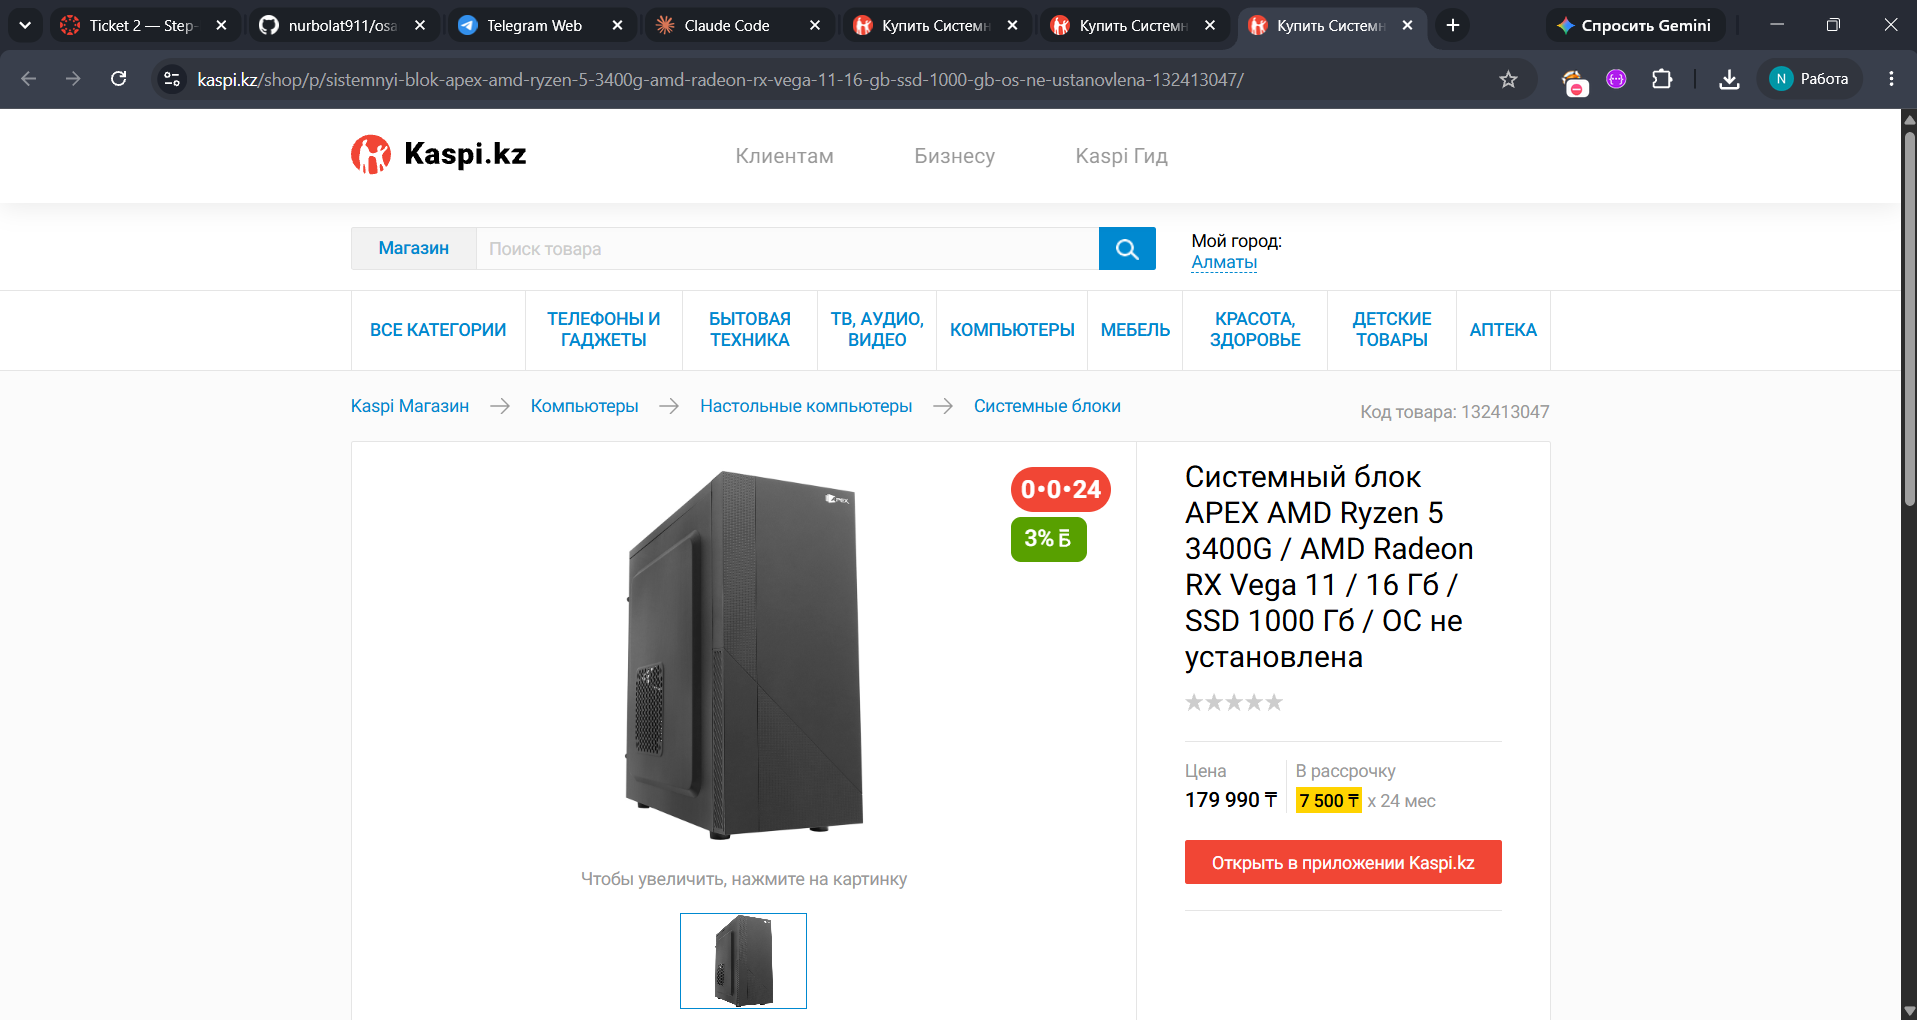 Ticket 2 — Step-
nurbolat911/osa
Telegram Web
Claude Code
Купить Системн
Купить Системн
Купить Системн
Спросить Gemini
kaspi.kz/shop/p/sistemnyi-blok-apex-amd-ryzen-5-3400g-amd-radeon-rx-vega-11-16-gb-ssd-1000-gb-os-ne-ustanovlena-132413047/
N
Работа
Kaspi.kz
Клиентам
Бизнесу
Kaspi Гид
Магазин
Поиск товара
Мой город:
Алматы
ВСЕ КАТЕГОРИИ
ТЕЛЕФОНЫ И
ГАДЖЕТЫ
БЫТОВАЯ
ТЕХНИКА
ТВ, АУДИО,
ВИДЕО
КОМПЬЮТЕРЫ
МЕБЕЛЬ
КРАСОТА,
ЗДОРОВЬЕ
ДЕТСКИЕ
ТОВАРЫ
АПТЕКА
Kaspi Магазин
Компьютеры
Настольные компьютеры
Системные блоки
Код товара: 132413047
0•0•24
3% Б
Чтобы увеличить, нажмите на картинку
Системный блок
APEX AMD Ryzen 5
3400G / AMD Radeon
RX Vega 11 / 16 Гб /
SSD 1000 Гб / ОС не
установлена
Цена
179 990 ₸
В рассрочку
7 500 ₸ x 24 мес
Открыть в приложении Kaspi.kz